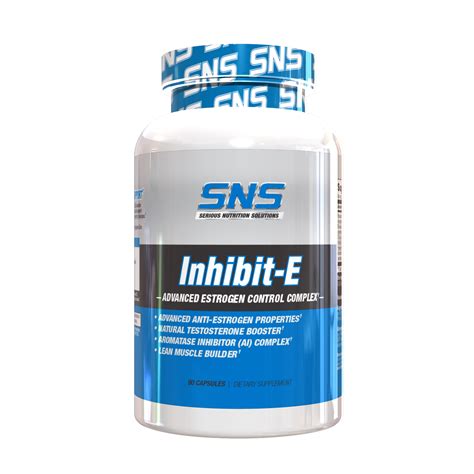 SNS
SNS
SNS
SERIOUS NUTRITION SOLUTIONS
Inhibit-E
ADVANCED ESTROGEN CONTROL COMPLEX
• ADVANCED ANTI-ESTROGEN PROPERTIES†
• NATURAL TESTOSTERONE BOOSTER†
• AROMATASE INHIBITOR (AI) COMPLEX†
• LEAN MUSCLE BUILDER†
90 CAPSULES | DIETARY SUPPLEMENT